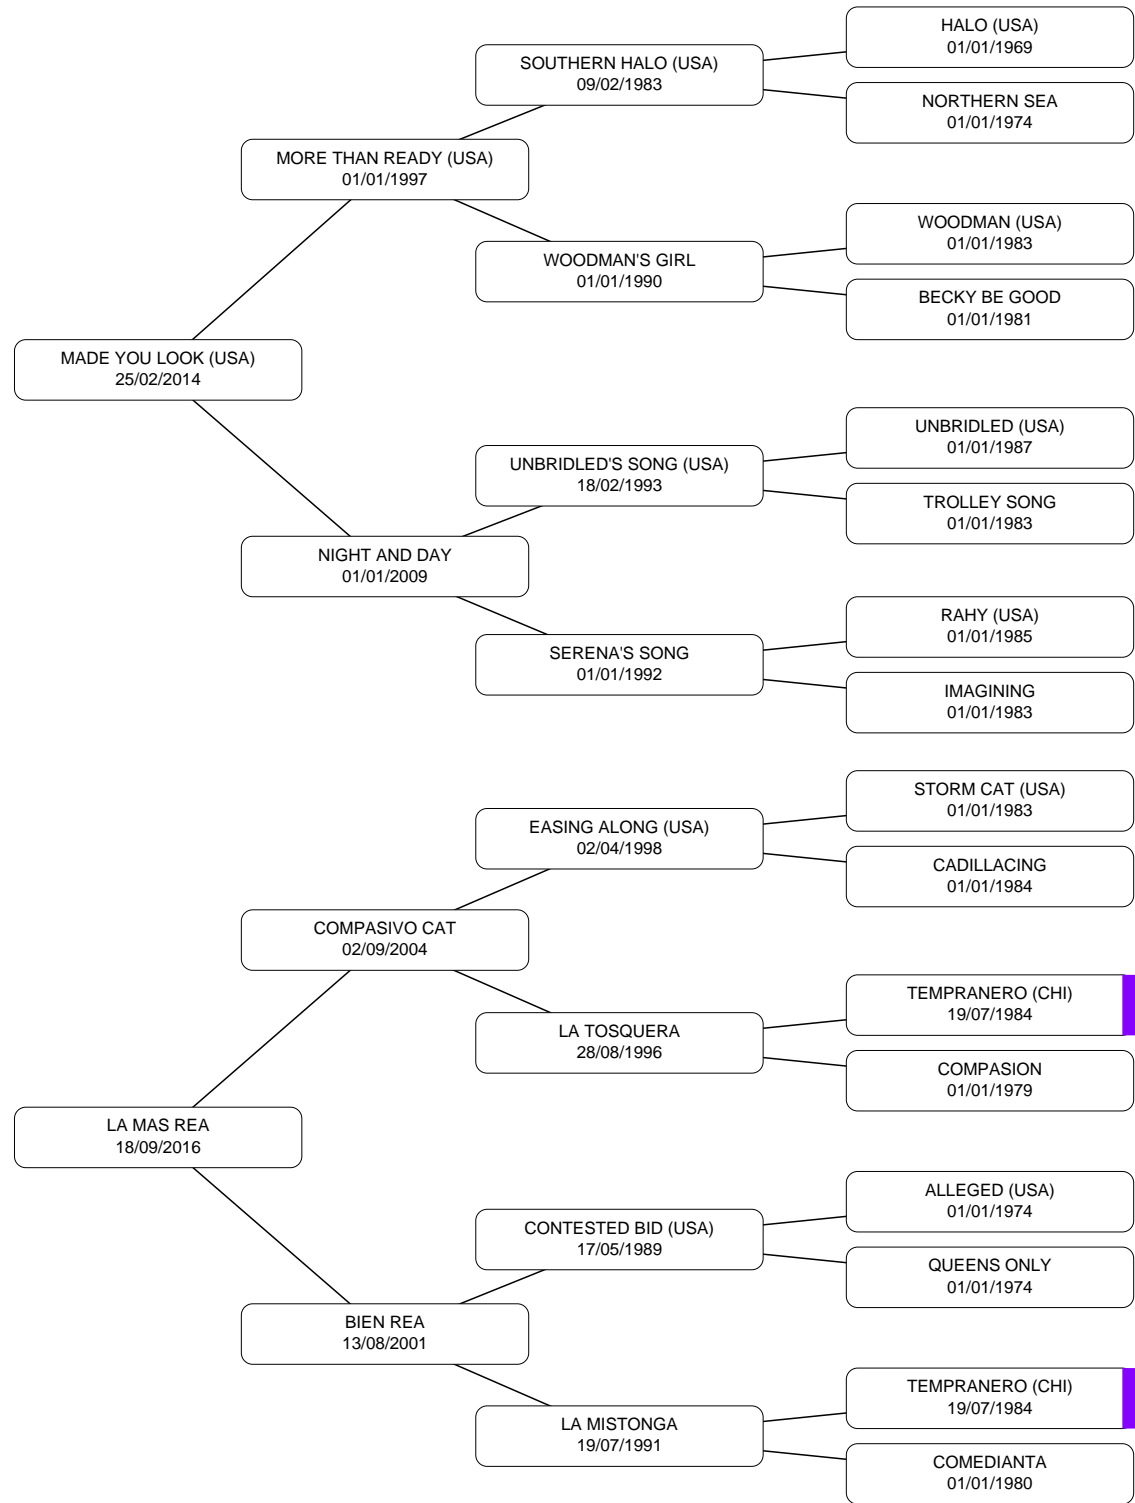 HALO (USA)
01/01/1969
SOUTHERN HALO (USA)
09/02/1983
NORTHERN SEA
01/01/1974
MORE THAN READY (USA)
01/01/1997
WOODMAN (USA)
01/01/1983
WOODMAN'S GIRL
01/01/1990
BECKY BE GOOD
01/01/1981
MADE YOU LOOK (USA)
25/02/2014
UNBRIDLED (USA)
01/01/1987
UNBRIDLED'S SONG (USA)
18/02/1993
TROLLEY SONG
01/01/1983
NIGHT AND DAY
01/01/2009
RAHY (USA)
01/01/1985
SERENA'S SONG
01/01/1992
IMAGINING
01/01/1983
STORM CAT (USA)
01/01/1983
EASING ALONG (USA)
02/04/1998
CADILLACING
01/01/1984
COMPASIVO CAT
02/09/2004
TEMPRANERO (CHI)
19/07/1984
LA TOSQUERA
28/08/1996
COMPASION
01/01/1979
LA MAS REA
18/09/2016
ALLEGED (USA)
01/01/1974
CONTESTED BID (USA)
17/05/1989
QUEENS ONLY
01/01/1974
BIEN REA
13/08/2001
TEMPRANERO (CHI)
19/07/1984
LA MISTONGA
19/07/1991
COMEDIANTA
01/01/1980